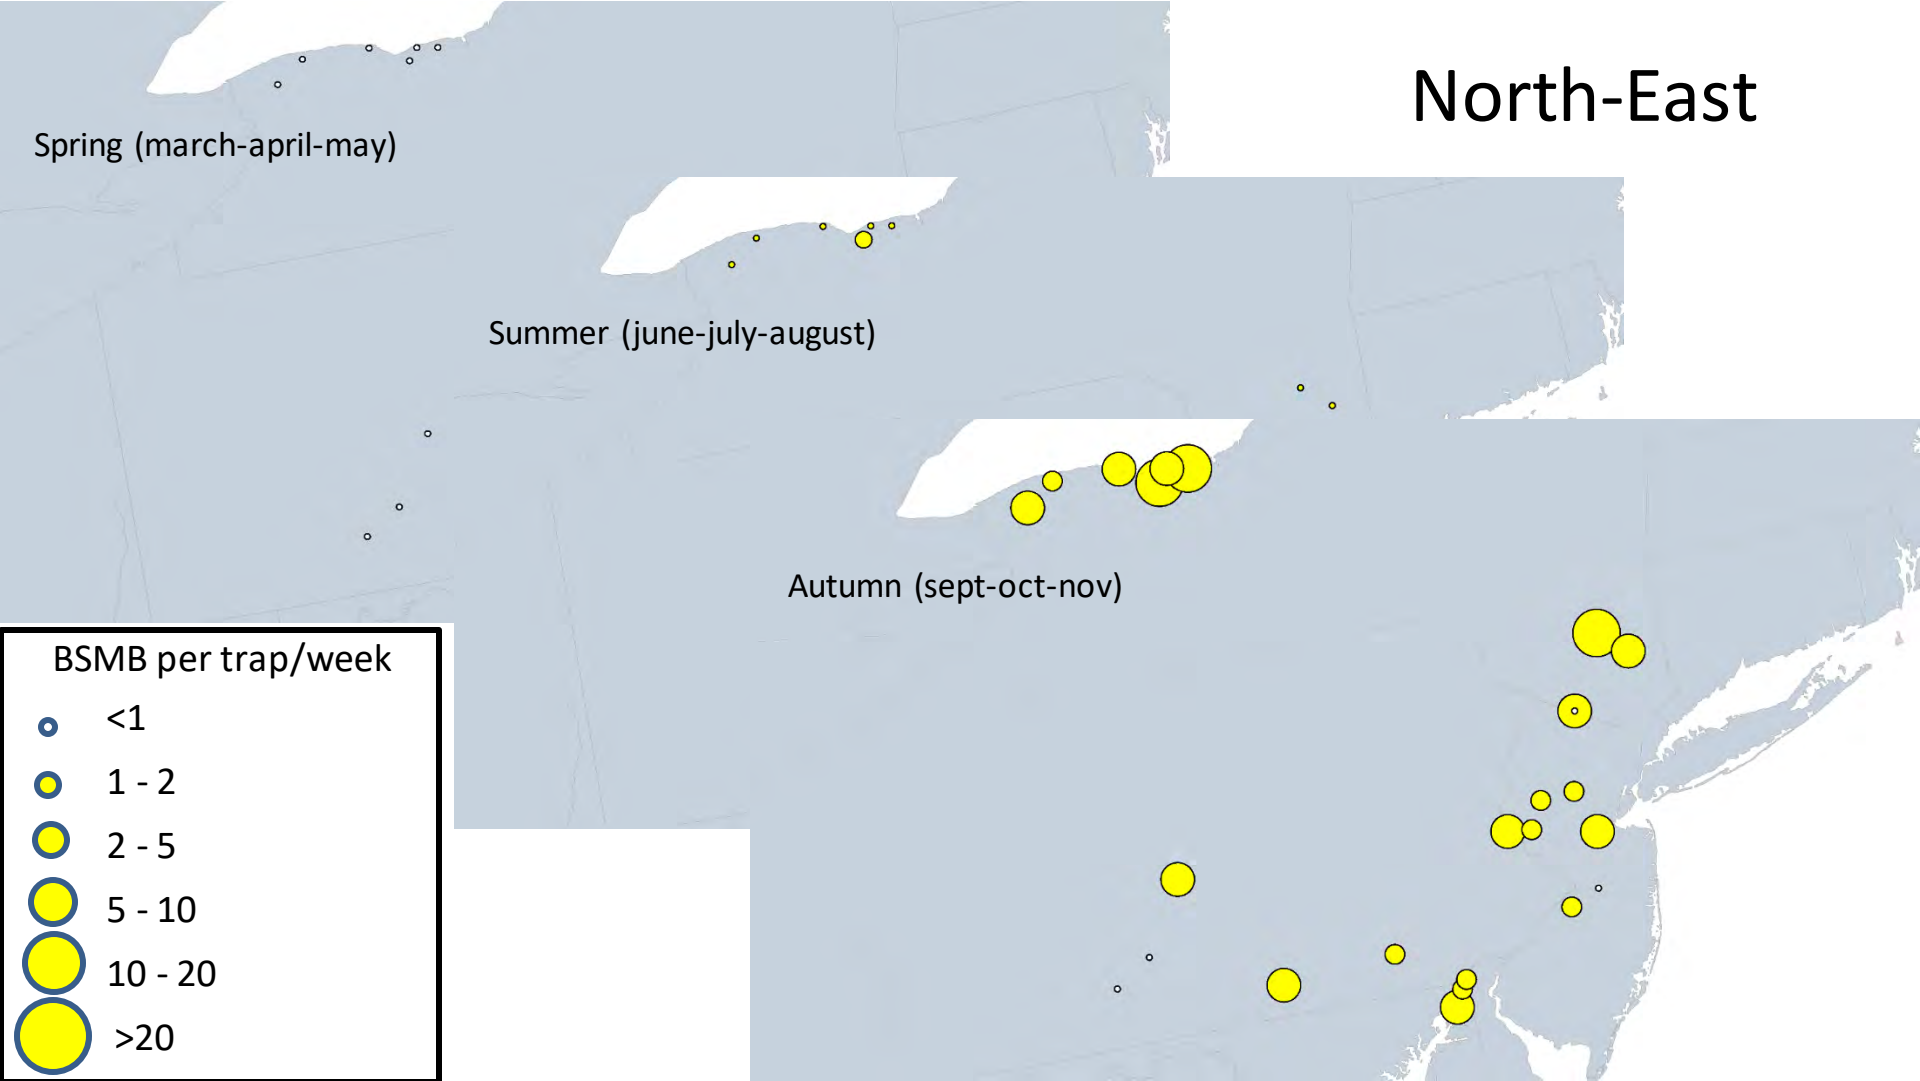 North-East
Spring (march-april-may)
Summer (june-july-august)
Autumn (sept-oct-nov)
BSMB per trap/week
<1
1 - 2
2 - 5
5 - 10
10 - 20
>20